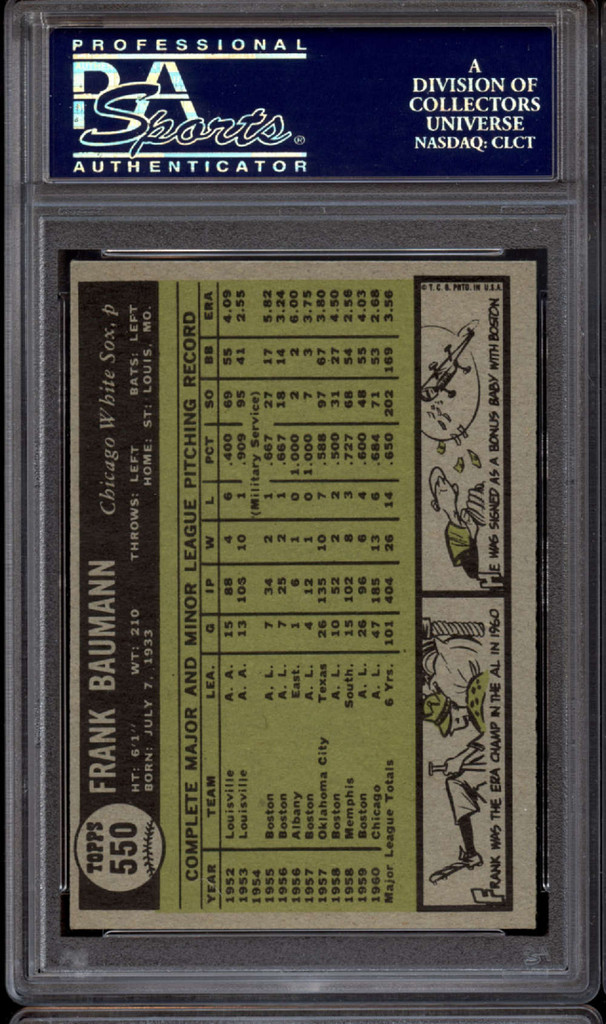 PROFESSIONAL
PSA
Sports®
AUTHENTICATOR
A
DIVISION OF
COLLECTORS
UNIVERSE
NASDAQ: CLCT
TOPPS
550
FRANK BAUMANN Chicago White Sox, p
HT: 6'1" WT: 210 THROWS: LEFT BATS: LEFT
BORN: JULY 7, 1933 HOME: ST: LOUIS, MO.
COMPLETE MAJOR AND MINOR LEAGUE PITCHING RECORD
YEAR TEAM LEA. G IP W L PCT SO BB ERA
1952 Louisville A. A. 15 88 4 6 .400 69 55 4.09
1953 Louisville A. A. 13 105 10 1 .909 95 41 2.55
1954 (Military Service)
1955 Boston A. L. 7 34 2 1 .667 27 17 5.82
1956 Boston A. L. 7 25 2 1 .667 18 14 3.24
1956 Albany East. 1 6 1 0 1.000 2 2 6.00
1957 Boston A. L. 4 12 1 0 1.000 7 3 3.75
1957 Oklahoma City Texas 26 135 10 7 .588 97 67 3.80
1958 Boston A. L. 10 52 2 2 .500 31 27 4.50
1958 Memphis South. 15 102 8 3 .727 68 54 2.56
1959 Boston A. L. 26 96 6 4 .600 48 55 4.03
1960 Chicago A. L. 47 185 13 6 .684 71 53 2.68
Major League Totals 6 Yrs. 101 404 26 14 .650 202 169 3.56
FRANK WAS THE ERA CHAMP IN THE AL IN 1960
HE WAS SIGNED AS A BONUS BABY WITH BOSTON
© T. C. G. PRTD. IN U.S.A.